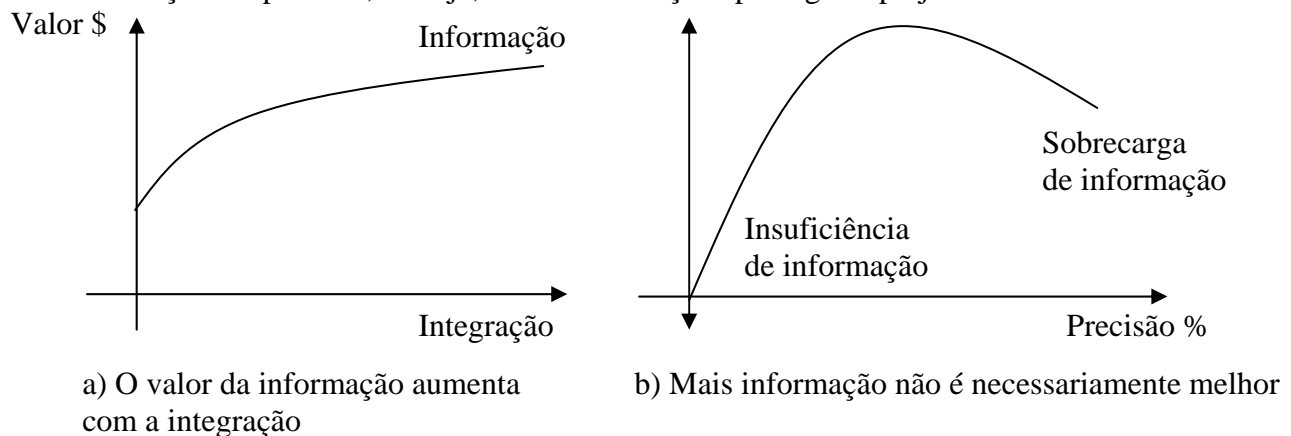 Valor $
Informação
Integração
a) O valor da informação aumenta
com a integração
Sobrecarga
de informação
Insuficiência
de informação
Precisão %
b) Mais informação não é necessariamente melhor